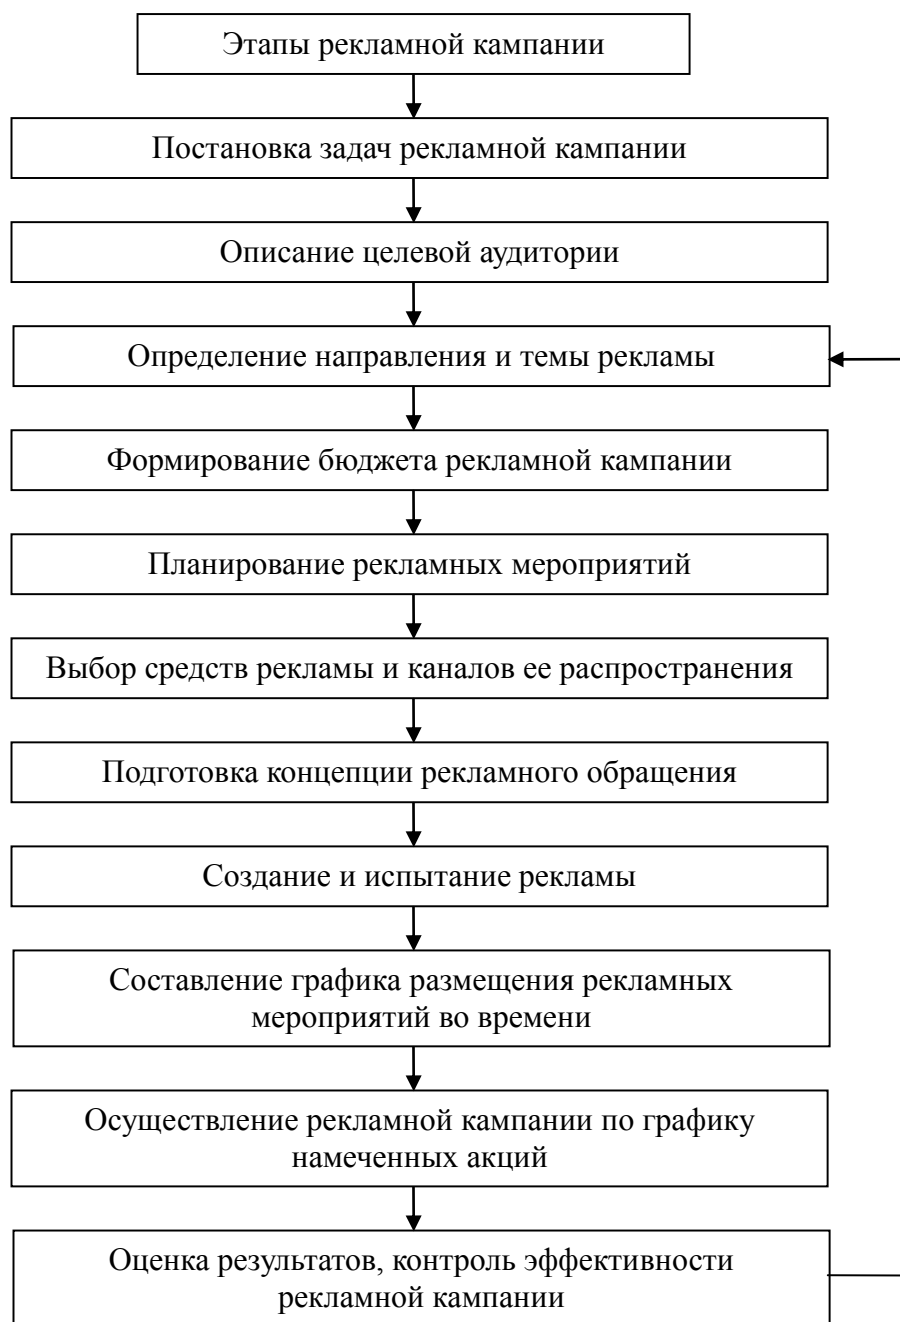 Этапы рекламной кампании
Постановка задач рекламной кампании
Описание целевой аудитории
Определение направления и темы рекламы
Формирование бюджета рекламной кампании
Планирование рекламных мероприятий
Выбор средств рекламы и каналов ее распространения
Подготовка концепции рекламного обращения
Создание и испытание рекламы
Составление графика размещения рекламных
мероприятий во времени
Осуществление рекламной кампании по графику
намеченных акций
Оценка результатов, контроль эффективности
рекламной кампании